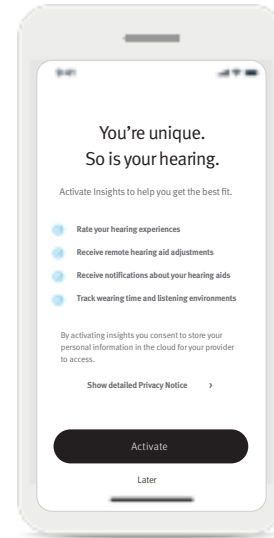 You're unique.
So is your hearing.
Activate Insights to help you get the best fit.
Rate your hearing experiences
Receive remote hearing aid adjustments
Receive notifications about your hearing aids
Track wearing time and listening environments
By activating insights you consent to store your
personal information in the cloud for your provider
to access.
Show detailed Privacy Notice ›
Activate
Later